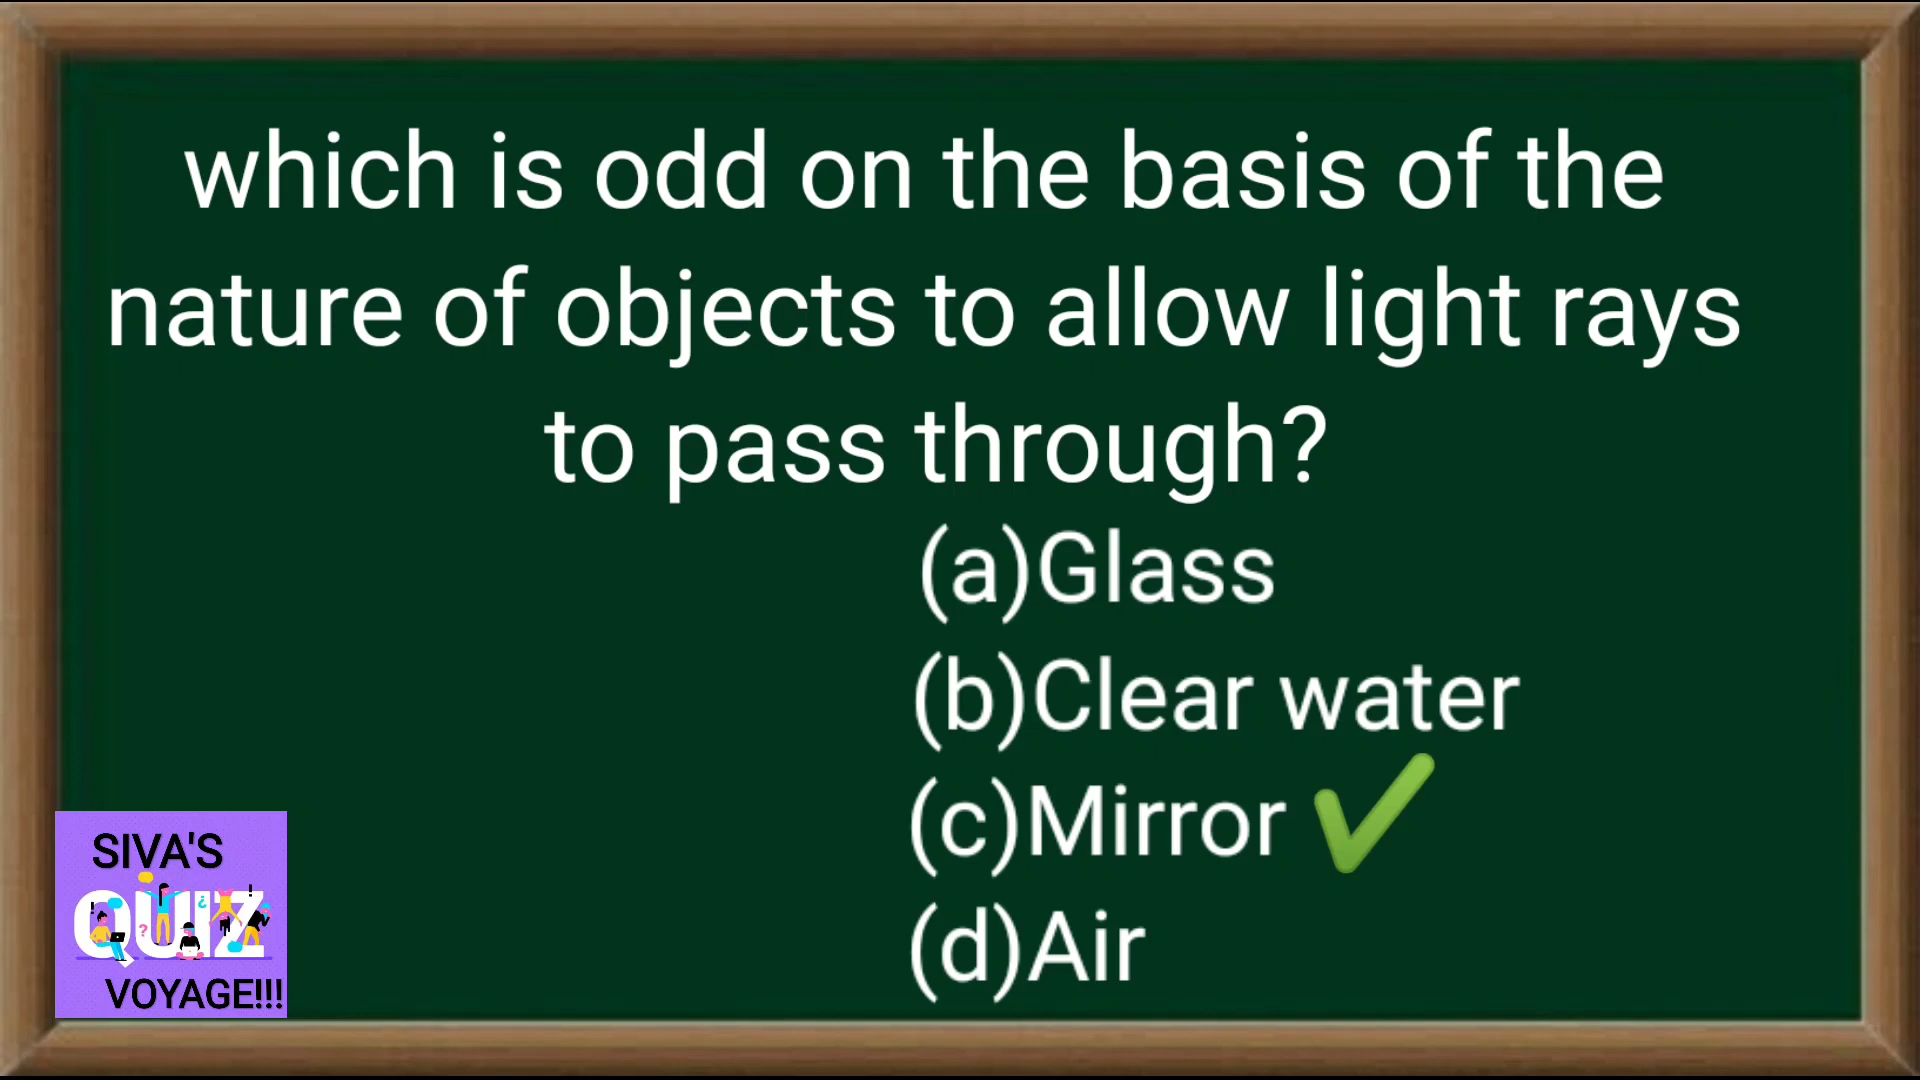 which is odd on the basis of the
nature of objects to allow light rays
to pass through?
(a)Glass
(b)Clear water
(c)Mirror ✔
(d)Air
SIVA'S
QUIZ
VOYAGE!!!